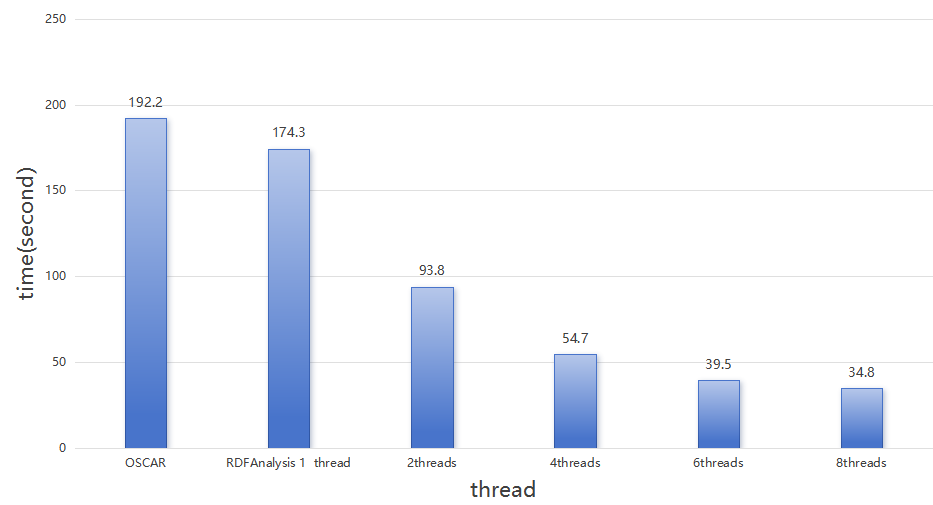 250
200
150
100
50
0
time(second)
192.2
174.3
93.8
54.7
39.5
34.8
OSCAR
RDFAnalysis 1 thread
2threads
4threads
6threads
8threads
thread